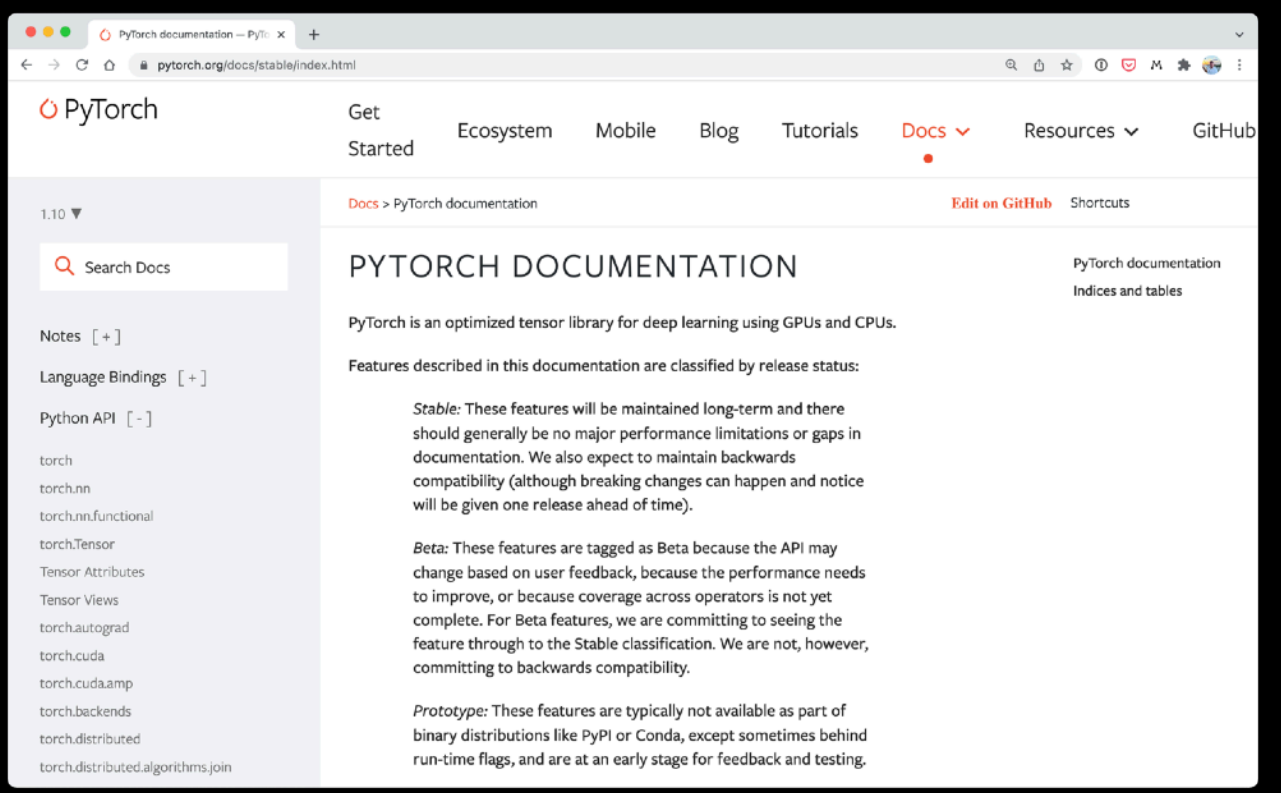 PyTorch documentation — PyTo
pytorch.org/docs/stable/index.html
PyTorch
Get
Started
Ecosystem
Mobile
Blog
Tutorials
Docs
Resources
GitHub
1.10 ▼
Search Docs
Notes [ + ]
Language Bindings [ + ]
Python API [ - ]
torch
torch.nn
torch.nn.functional
torch.Tensor
Tensor Attributes
Tensor Views
torch.autograd
torch.cuda
torch.cuda.amp
torch.backends
torch.distributed
torch.distributed.algorithms.join
Docs > PyTorch documentation
Edit on GitHub
Shortcuts
PYTORCH DOCUMENTATION
PyTorch is an optimized tensor library for deep learning using GPUs and CPUs.
Features described in this documentation are classified by release status:
Stable: These features will be maintained long-term and there
should generally be no major performance limitations or gaps in
documentation. We also expect to maintain backwards
compatibility (although breaking changes can happen and notice
will be given one release ahead of time).
Beta: These features are tagged as Beta because the API may
change based on user feedback, because the performance needs
to improve, or because coverage across operators is not yet
complete. For Beta features, we are committing to seeing the
feature through to the Stable classification. We are not, however,
committing to backwards compatibility.
Prototype: These features are typically not available as part of
binary distributions like PyPI or Conda, except sometimes behind
run-time flags, and are at an early stage for feedback and testing.
PyTorch documentation
Indices and tables